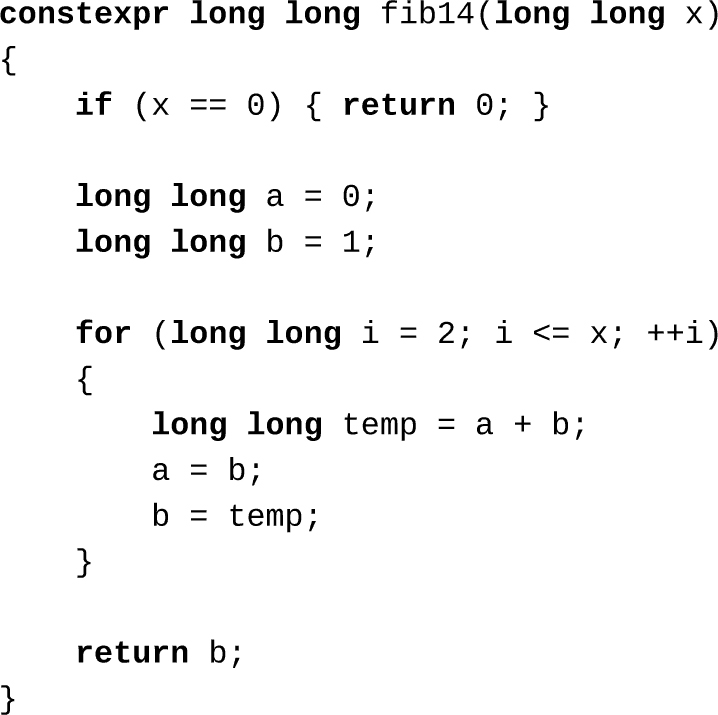 constexpr long long fib14(long long x)
{
    if (x == 0) { return 0; }

    long long a = 0;
    long long b = 1;

    for (long long i = 2; i <= x; ++i)
    {
        long long temp = a + b;
        a = b;
        b = temp;
    }

    return b;
}